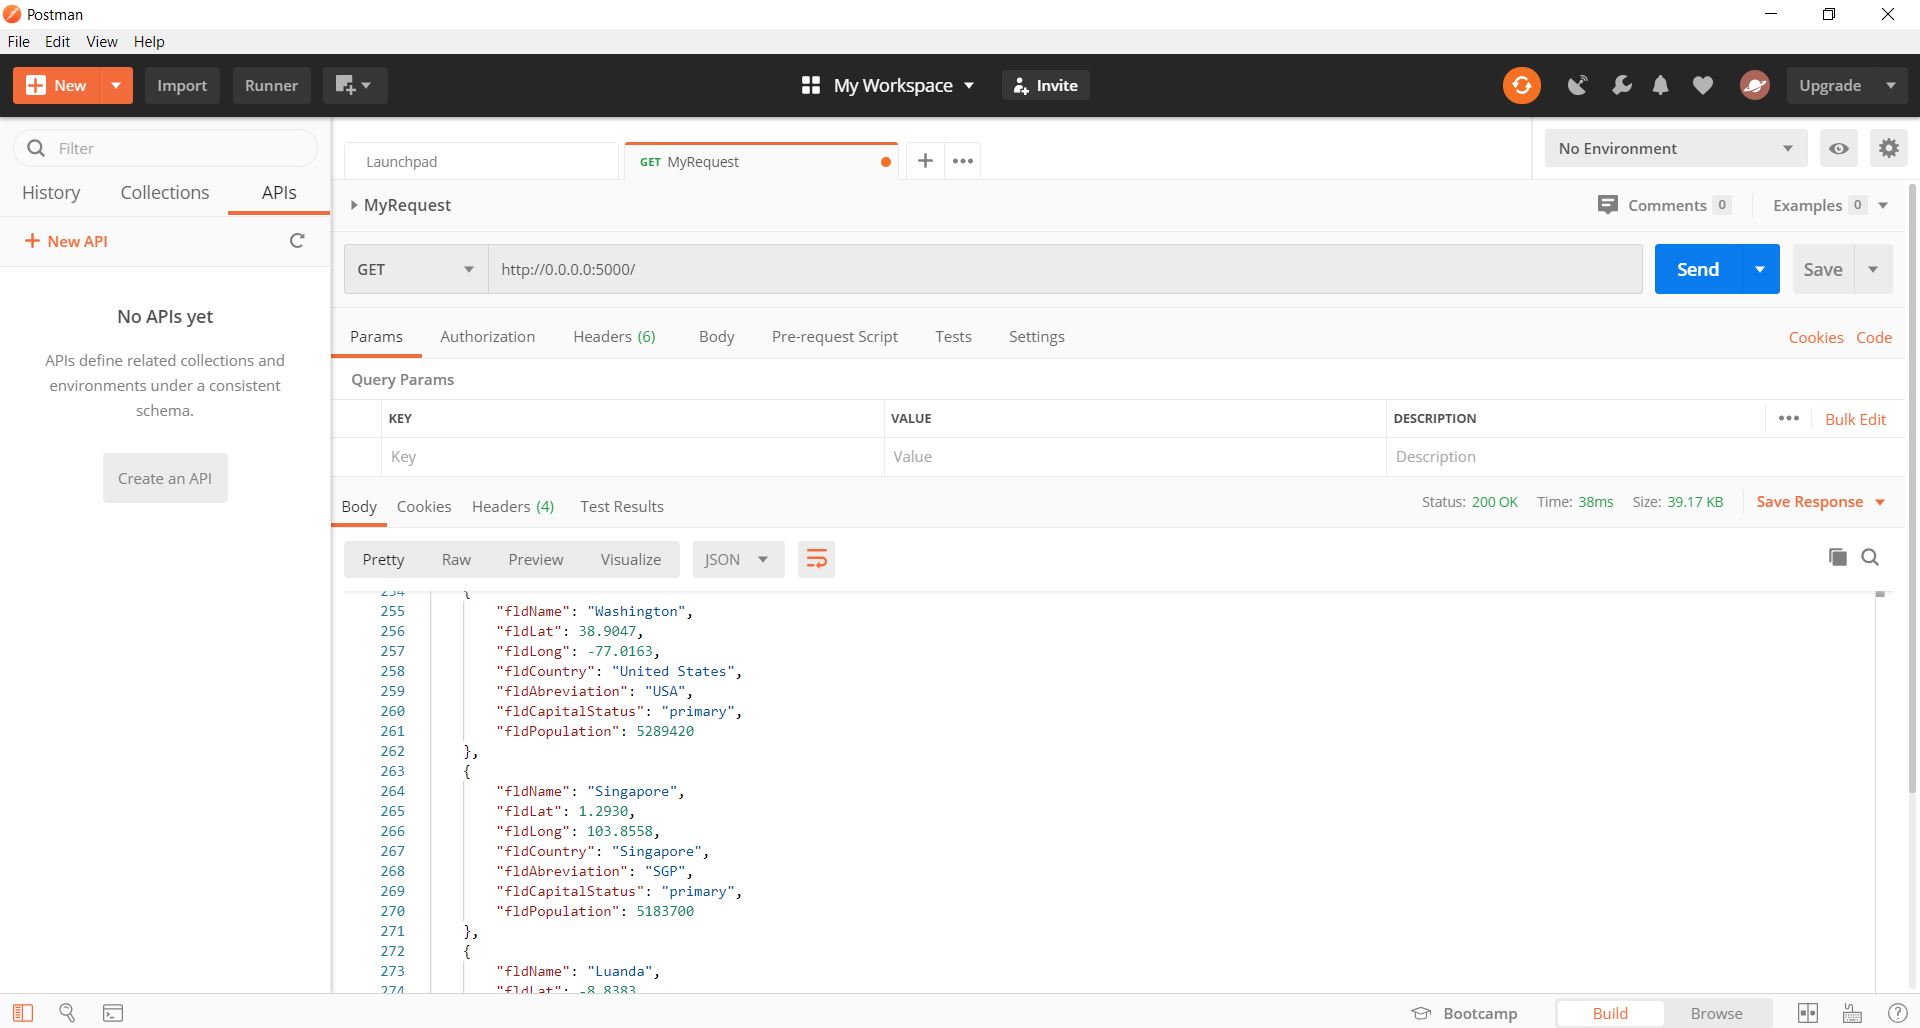 Postman
File Edit View Help
New Import Runner My Workspace Invite Upgrade
Filter
History Collections APIs
New API
No APIs yet
APIs define related collections and
environments under a consistent
schema.
Create an API
Launchpad GET MyRequest No Environment
MyRequest Comments 0 Examples 0
GET http://0.0.0.0:5000/ Send Save
Params Authorization Headers (6) Body Pre-request Script Tests Settings Cookies Code
Query Params
KEY VALUE DESCRIPTION Bulk Edit
Key Value Description
Body Cookies Headers (4) Test Results Status: 200 OK Time: 38ms Size: 39.17 KB Save Response
Pretty Raw Preview Visualize JSON
254 {
255 "fldName": "Washington",
256 "fldLat": 38.9047,
257 "fldLong": -77.0163,
258 "fldCountry": "United States",
259 "fldAbreviation": "USA",
260 "fldCapitalStatus": "primary",
261 "fldPopulation": 5289420
262 },
263 {
264 "fldName": "Singapore",
265 "fldLat": 1.2930,
266 "fldLong": 103.8558,
267 "fldCountry": "Singapore",
268 "fldAbreviation": "SGP",
269 "fldCapitalStatus": "primary",
270 "fldPopulation": 5183700
271 },
272 {
273 "fldName": "Luanda",
274 "fldLat": -8.8383
Bootcamp Build Browse